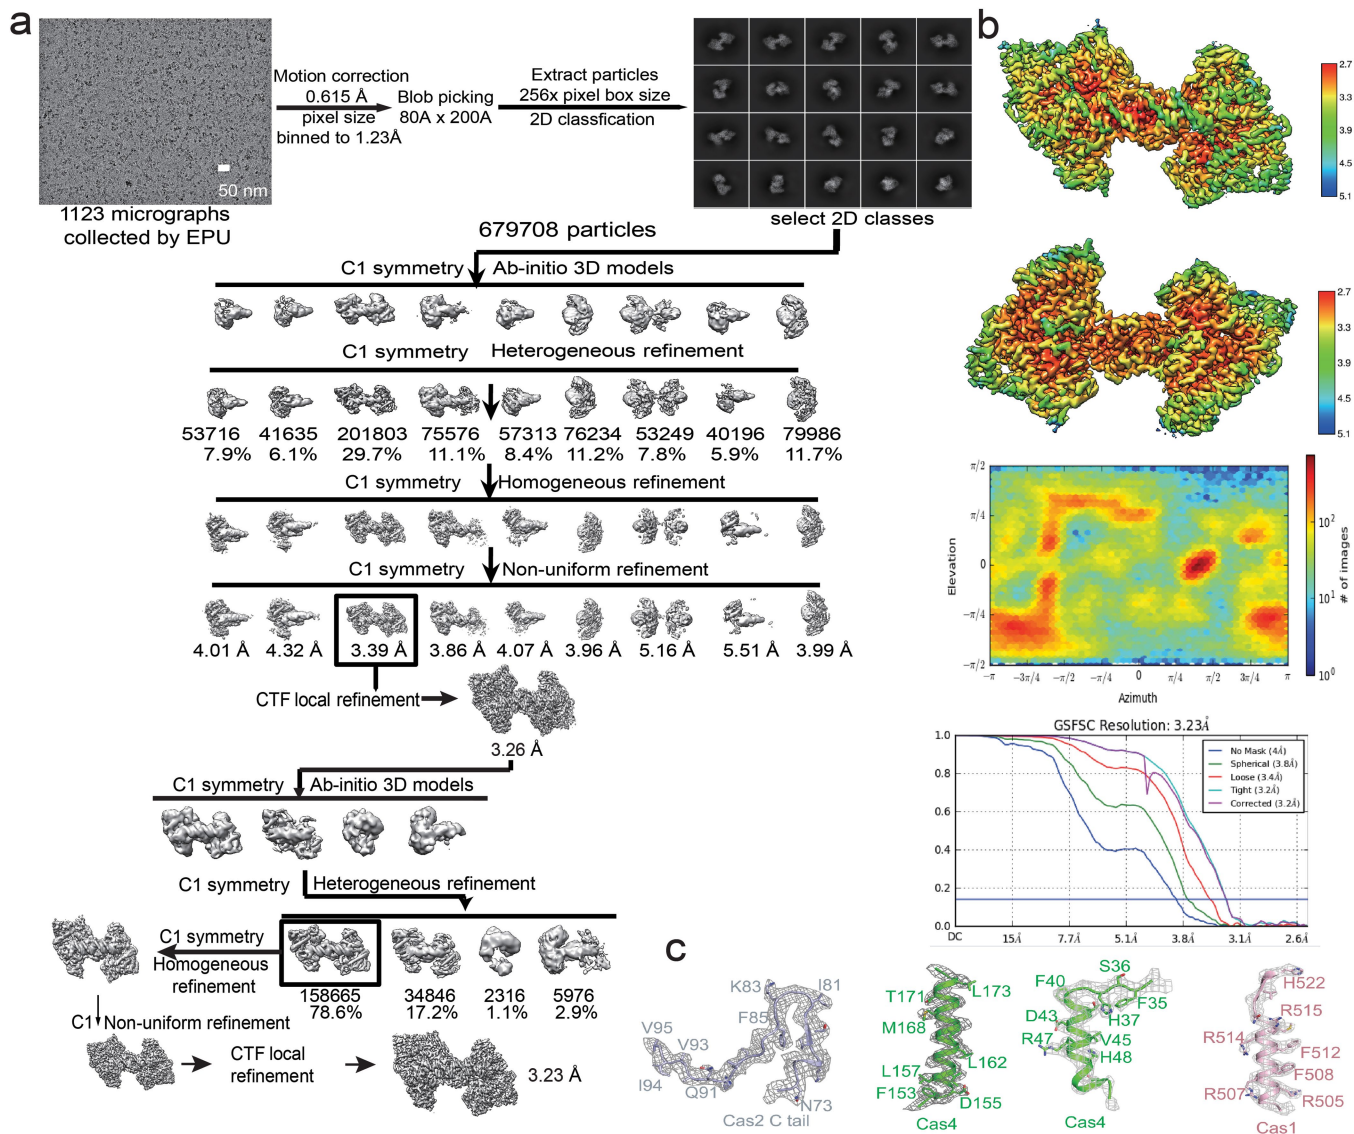 a
Motion correction
0.615 Å
pixel size
binned to 1.23Å
Blob picking
80A x 200A
Extract particles
256x pixel box size
2D classfication
50 nm
1123 micrographs
collected by EPU
select 2D classes
679708 particles
C1 symmetry Ab-initio 3D models
C1 symmetry Heterogeneous refinement
53716 41635 201803 75576 57313 76234 53249 40196 79986
7.9% 6.1% 29.7% 11.1% 8.4% 11.2% 7.8% 5.9% 11.7%
C1 symmetry Homogeneous refinement
C1 symmetry Non-uniform refinement
4.01 Å 4.32 Å 3.39 Å 3.86 Å 4.07 Å 3.96 Å 5.16 Å 5.51 Å 3.99 Å
CTF local refinement
3.26 Å
C1 symmetry Ab-initio 3D models
C1 symmetry Heterogeneous refinement
C1 symmetry
Homogeneous
refinement
158665 34846 2316 5976
78.6% 17.2% 1.1% 2.9%
C1 Non-uniform refinement
CTF local
refinement
3.23 Å
b
2.7
3.3
3.9
4.5
5.1
2.7
3.3
3.9
4.5
5.1
π/2
π/4
0
−π/4
−π/2
Elevation
−π −3π/4 −π/2 −π/4 0 π/4 π/2 3π/4 π
Azimuth
10²
10¹
10⁰
# of images
GSFSC Resolution: 3.23Å
1.0
0.8
0.6
0.4
0.2
0.0
No Mask (4Å)
Spherical (3.8Å)
Loose (3.4Å)
Tight (3.2Å)
Corrected (3.2Å)
DC 15Å 7.7Å 5.1Å 3.8Å 3.1Å 2.6Å
c
K83
I81
F85
V95
V93
I94
Q91
N73
Cas2 C tail
T171
L173
M168
L162
L157
F153
D155
Cas4
S36
F40
F35
H37
D43
R47
V45
H48
Cas4
H522
R515
R514
F512
F508
R507
R505
Cas1